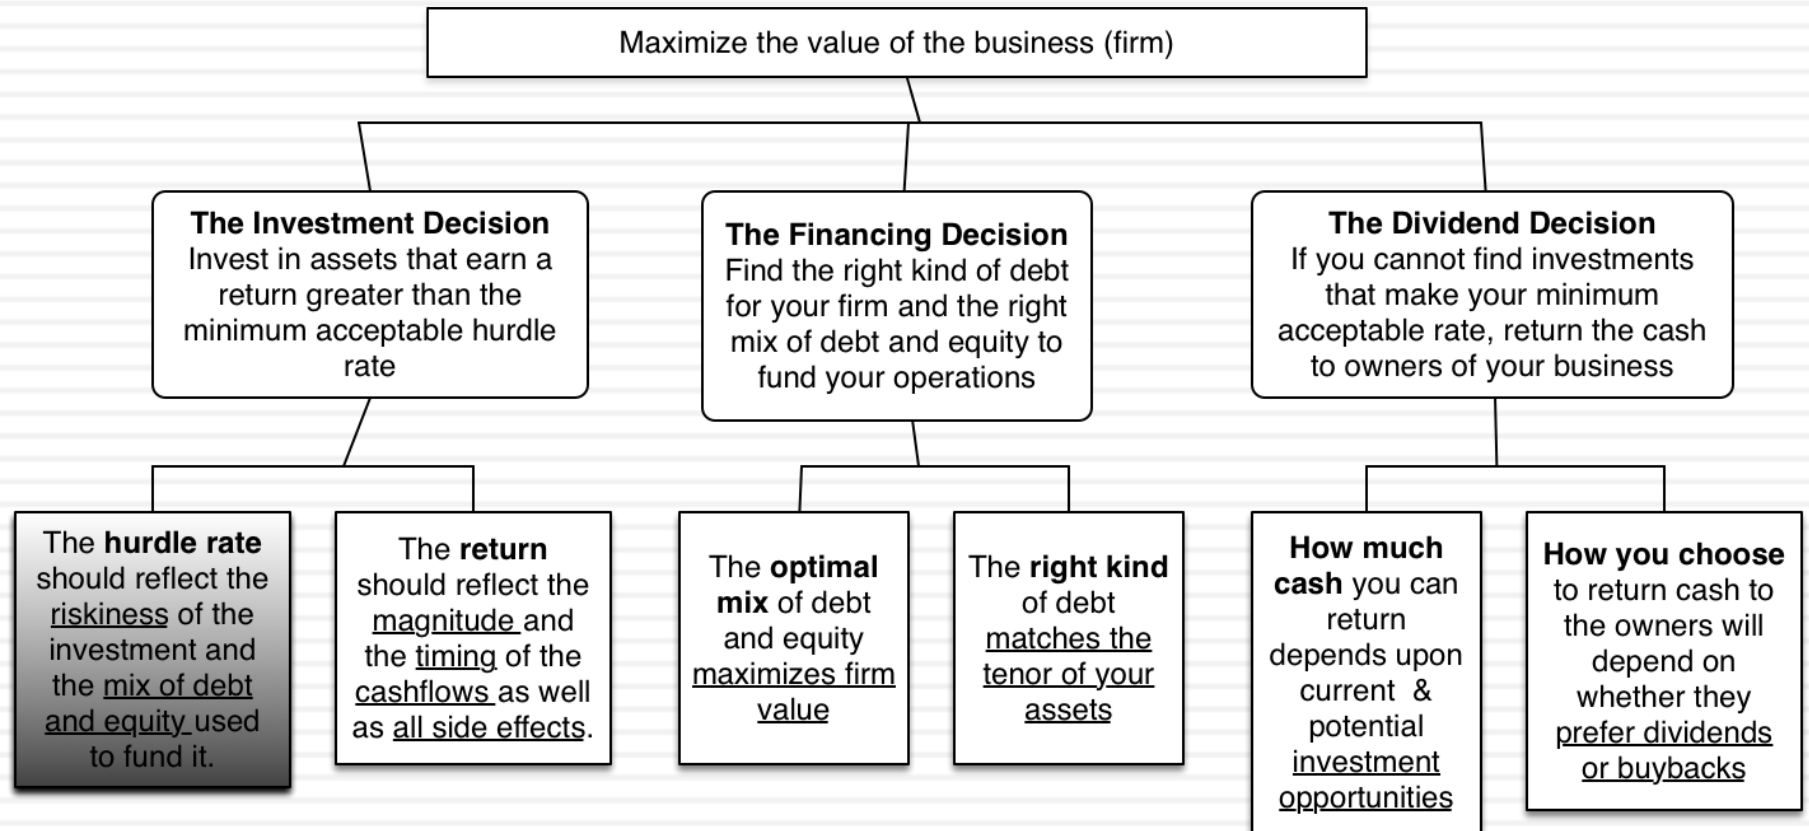 Maximize the value of the business (firm)
The Investment Decision
Invest in assets that earn a
return greater than the
minimum acceptable hurdle
rate
The Financing Decision
Find the right kind of debt
for your firm and the right
mix of debt and equity to
fund your operations
The Dividend Decision
If you cannot find investments
that make your minimum
acceptable rate, return the cash
to owners of your business
The hurdle rate
should reflect the
riskiness of the
investment and
the mix of debt
and equity used
to fund it.
The return
should reflect the
magnitude and
the timing of the
cashflows as well
as all side effects.
The optimal
mix of debt
and equity
maximizes firm
value
The right kind
of debt
matches the
tenor of your
assets
How much
cash you can
return
depends upon
current &
potential
investment
opportunities
How you choose
to return cash to
the owners will
depend on
whether they
prefer dividends
or buybacks